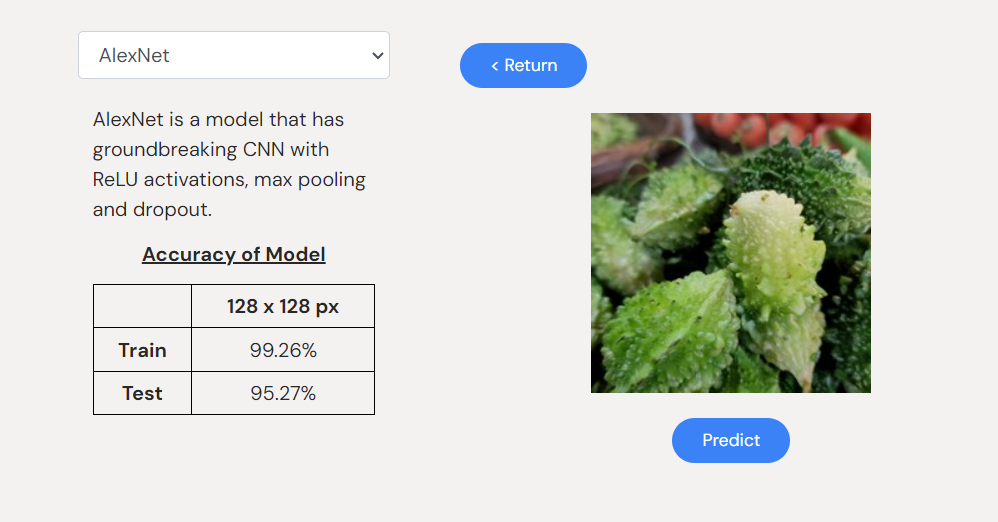 AlexNet
< Return
AlexNet is a model that has
groundbreaking CNN with
ReLU activations, max pooling
and dropout.
Accuracy of Model
128 x 128 px
Train 99.26%
Test 95.27%
Predict